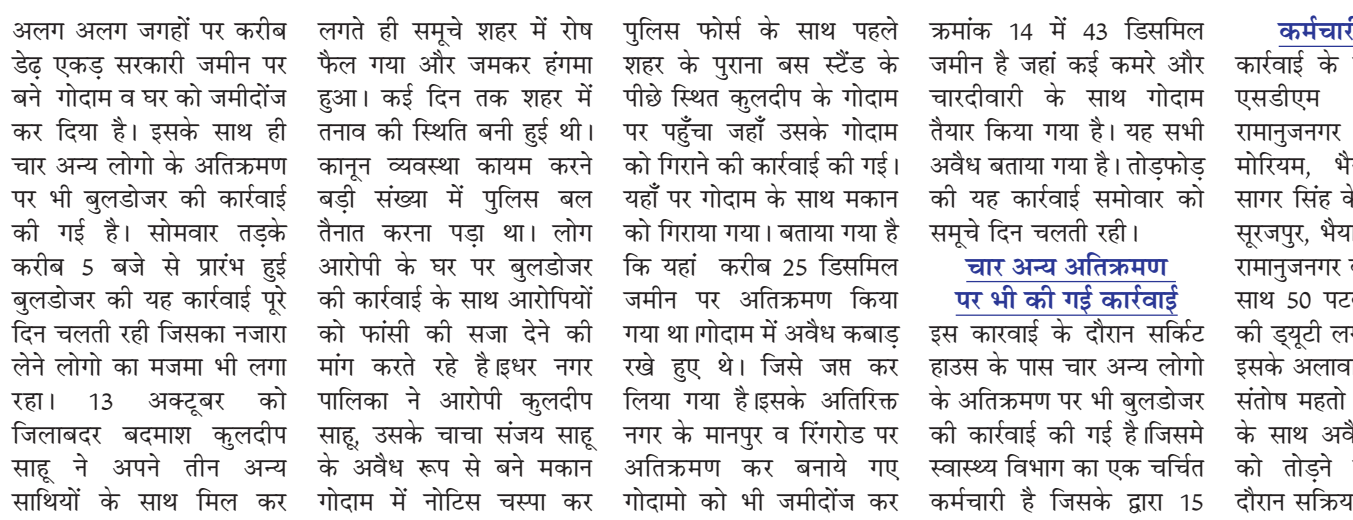 अलग अलग जगहों पर करीब
डेढ़ एकड़ सरकारी जमीन पर
बने गोदाम व घर को जमीदोंज
कर दिया है। इसके साथ ही
चार अन्य लोगो के अतिक्रमण
पर भी बुलडोजर की कार्रवाई
की गई है। सोमवार तड़के
करीब 5 बजे से प्रारंभ हुई
बुलडोजर की यह कार्रवाई पूरे
दिन चलती रही जिसका नजारा
लेने लोगो का मजमा भी लगा
रहा। 13 अक्टूबर को
जिलाबदर बदमाश कुलदीप
साहू ने अपने तीन अन्य
साथियों के साथ मिल कर
लगते ही समूचे शहर में रोष
फैल गया और जमकर हंगमा
हुआ। कई दिन तक शहर में
तनाव की स्थिति बनी हुई थी।
कानून व्यवस्था कायम करने
बड़ी संख्या में पुलिस बल
तैनात करना पड़ा था। लोग
आरोपी के घर पर बुलडोजर
की कार्रवाई के साथ आरोपियों
को फांसी की सजा देने की
मांग करते रहे है।इधर नगर
पालिका ने आरोपी कुलदीप
साहू, उसके चाचा संजय साहू
के अवैध रूप से बने मकान
गोदाम में नोटिस चस्पा कर
पुलिस फोर्स के साथ पहले
शहर के पुराना बस स्टैंड के
पीछे स्थित कुलदीप के गोदाम
पर पहुँचा जहाँ उसके गोदाम
को गिराने की कार्रवाई की गई।
यहाँ पर गोदाम के साथ मकान
को गिराया गया। बताया गया है
कि यहां करीब 25 डिसमिल
जमीन पर अतिक्रमण किया
गया था।गोदाम में अवैध कबाड़
रखे हुए थे। जिसे जप्त कर
लिया गया है।इसके अतिरिक्त
नगर के मानपुर व रिंगरोड पर
अतिक्रमण कर बनाये गए
गोदामो को भी जमीदोंज कर
क्रमांक 14 में 43 डिसमिल
जमीन है जहां कई कमरे और
चारदीवारी के साथ गोदाम
तैयार किया गया है। यह सभी
अवैध बताया गया है। तोड़फोड़
की यह कार्रवाई समोवार को
समूचे दिन चलती रही।
चार अन्य अतिक्रमण
पर भी की गई कार्रवाई
इस कारवाई के दौरान सर्किट
हाउस के पास चार अन्य लोगो
के अतिक्रमण पर भी बुलडोजर
की कार्रवाई की गई है।जिसमे
स्वास्थ्य विभाग का एक चर्चित
कर्मचारी है जिसके द्वारा 15
कर्मचारी
कार्रवाई के
एसडीएम
रामानुजनगर
मोरियम,
सागर सिंह
सूरजपुर,
रामानुजनगर
साथ 50
की ड्यूटी
इसके
संतोष महतो
के साथ
को तोड़ने
दौरान